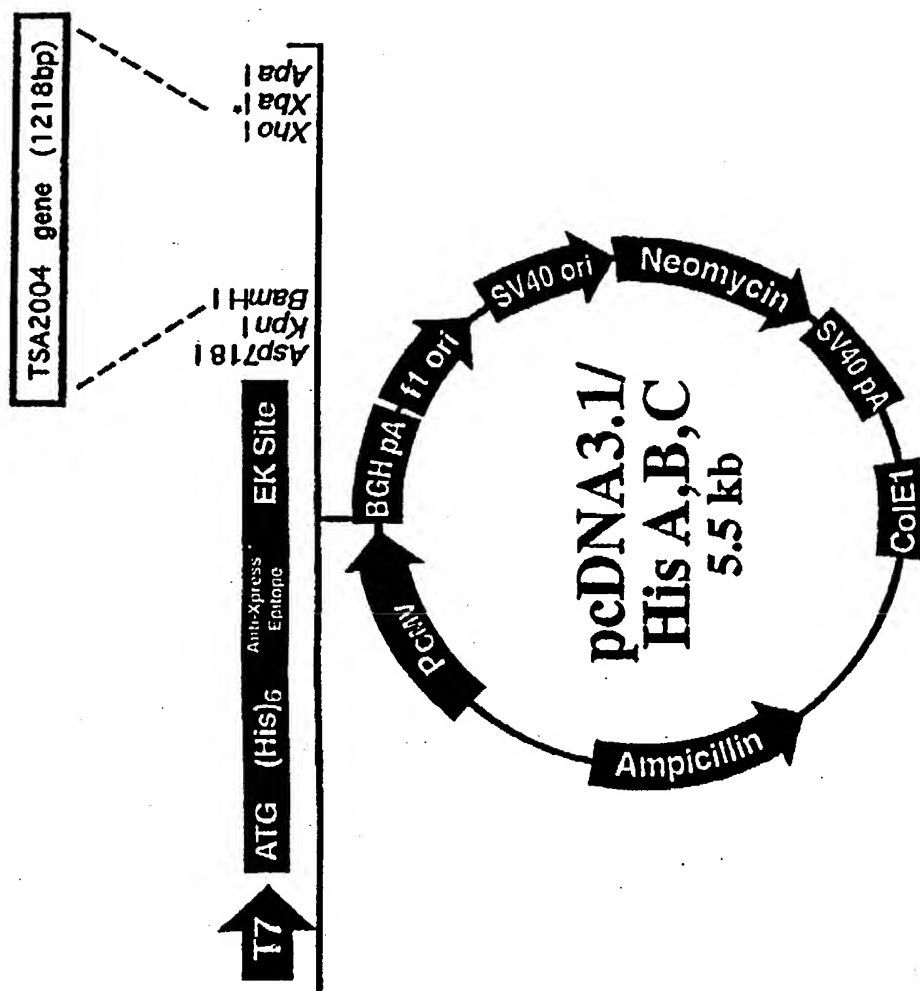 TSA2004 gene (1218bp)
T7
ATG
(His)6
Anti-Xpress
Epitope
EK Site
Asp718 I
Kpn I
BamH I
Xho I
Xba I*
Apa I
PCMV
BGH pA
f1 ori
SV40 ori
Neomycin
SV40 pA
ColE1
Ampicillin
pcDNA3.1/
His A,B,C
5.5 kb